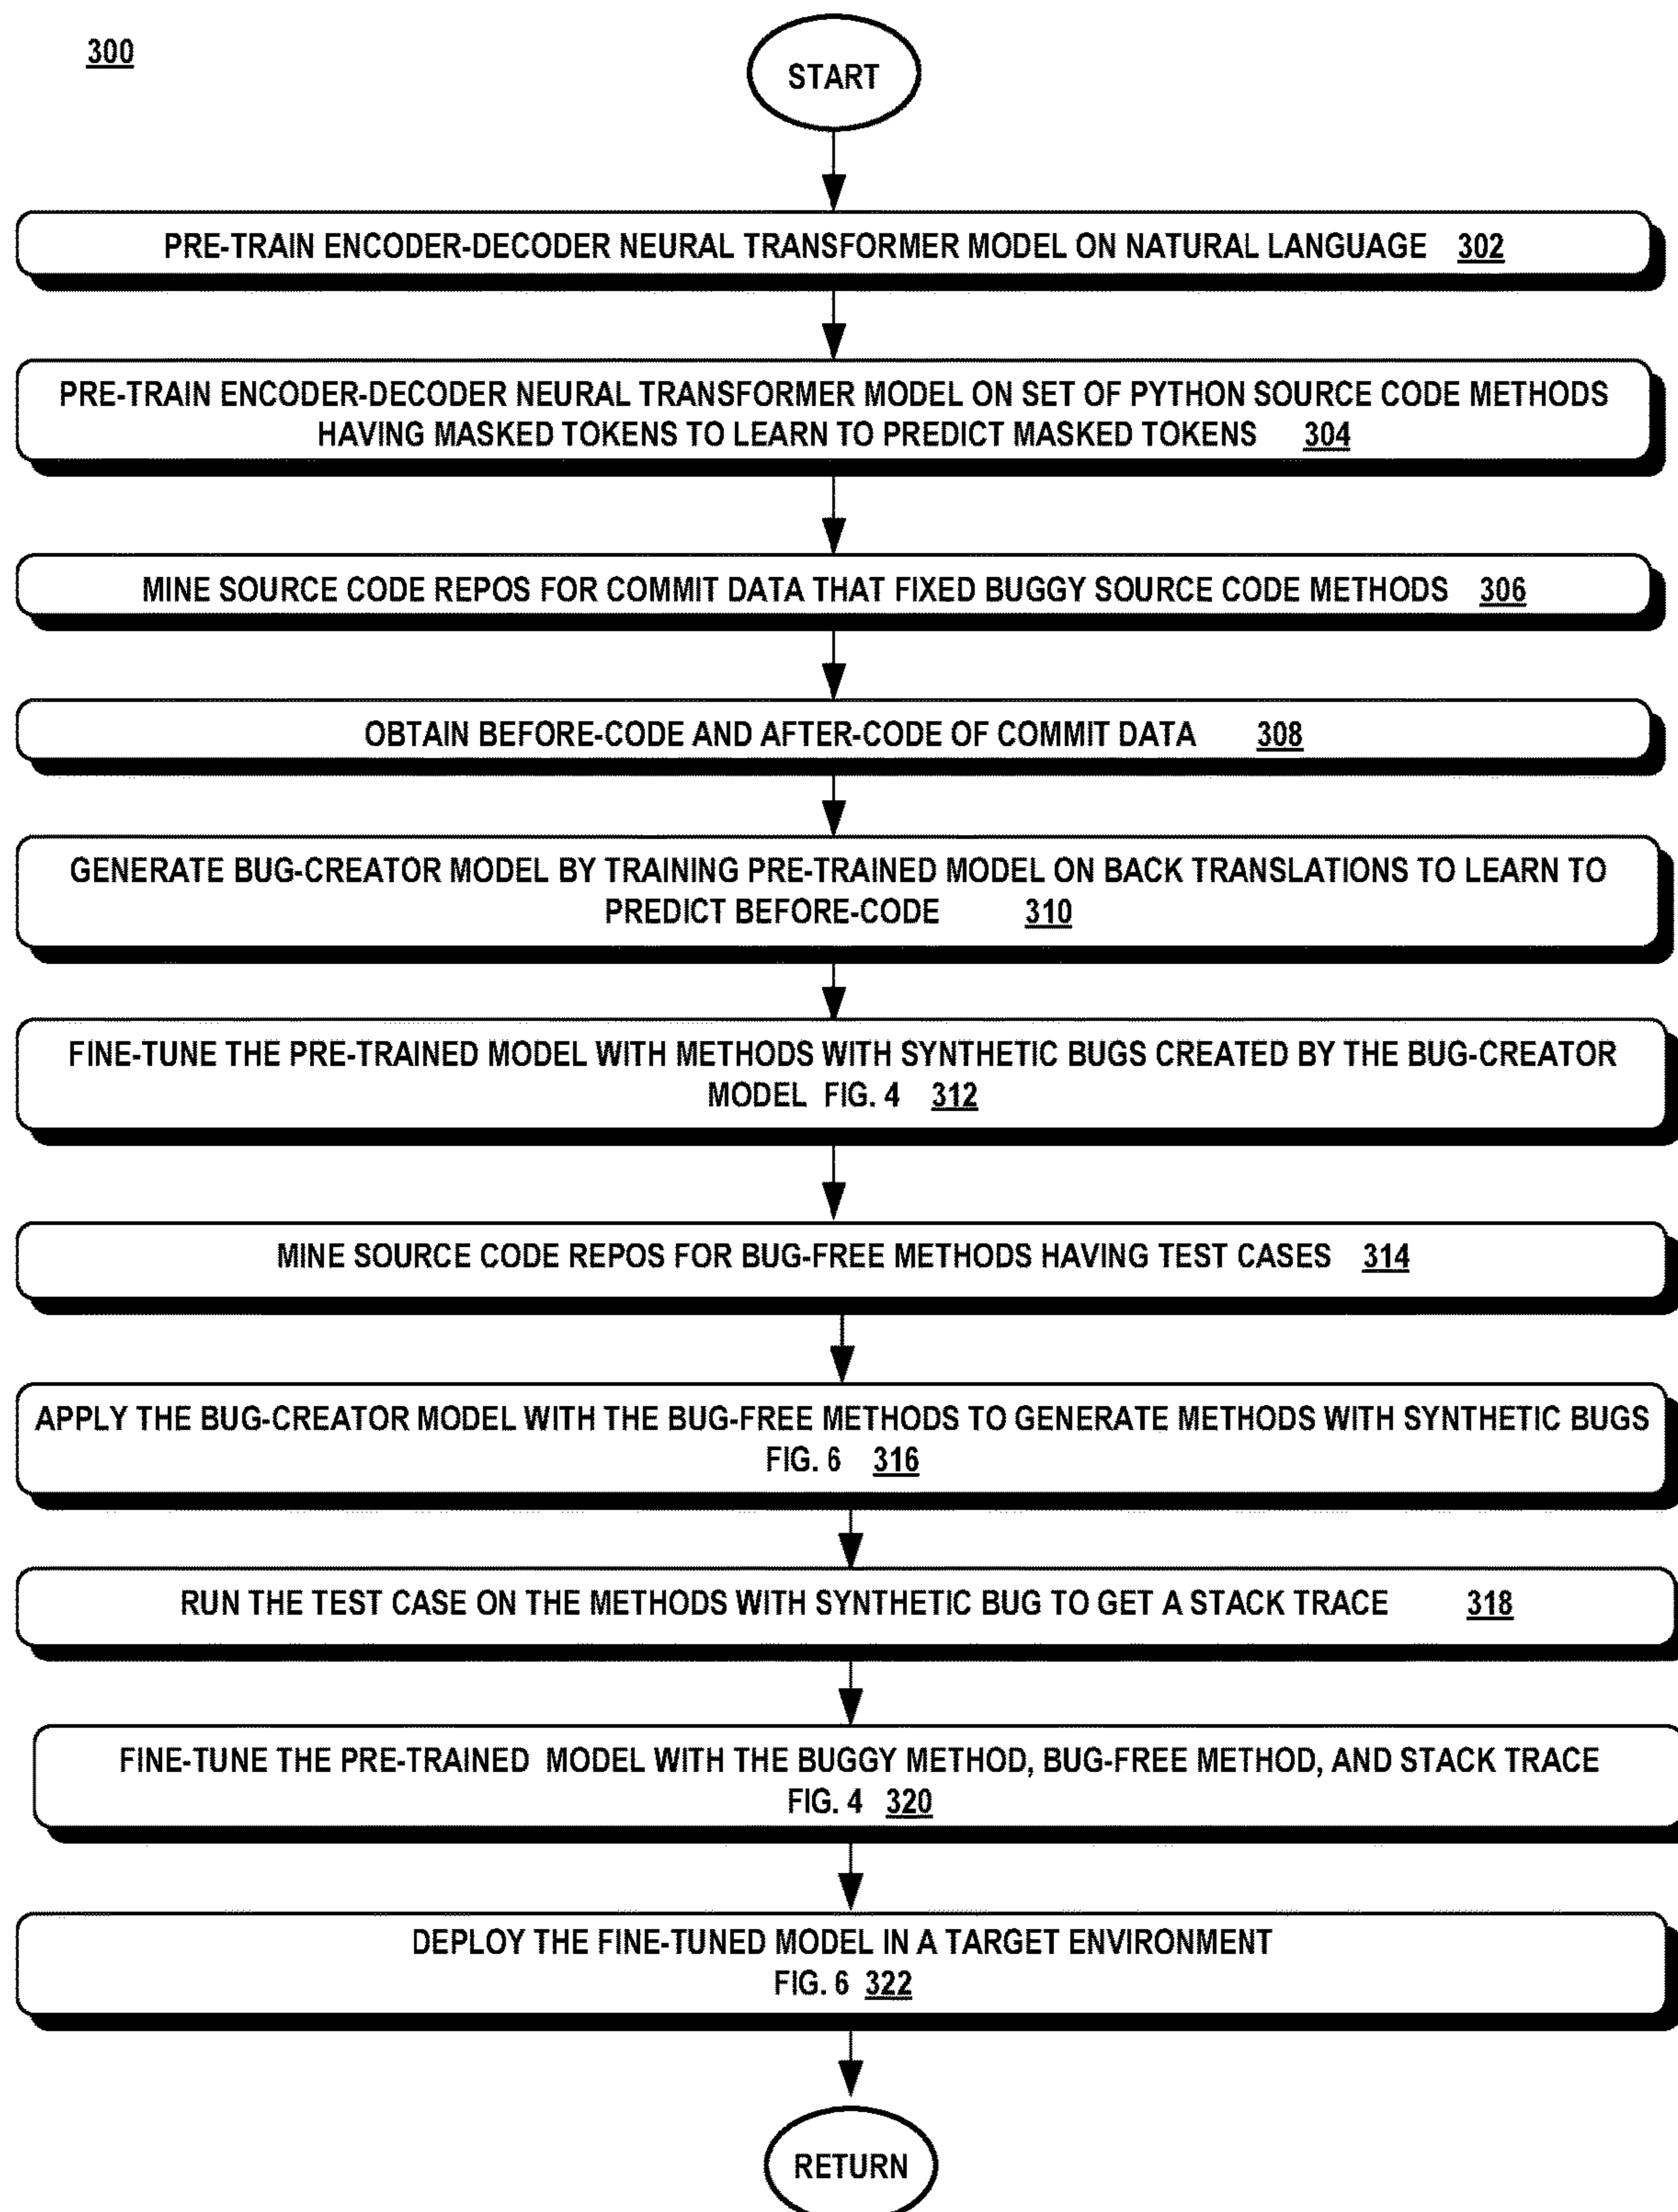 300
START
PRE-TRAIN ENCODER-DECODER NEURAL TRANSFORMER MODEL ON NATURAL LANGUAGE 302
PRE-TRAIN ENCODER-DECODER NEURAL TRANSFORMER MODEL ON SET OF PYTHON SOURCE CODE METHODS
HAVING MASKED TOKENS TO LEARN TO PREDICT MASKED TOKENS 304
MINE SOURCE CODE REPOS FOR COMMIT DATA THAT FIXED BUGGY SOURCE CODE METHODS 306
OBTAIN BEFORE-CODE AND AFTER-CODE OF COMMIT DATA 308
GENERATE BUG-CREATOR MODEL BY TRAINING PRE-TRAINED MODEL ON BACK TRANSLATIONS TO LEARN TO
PREDICT BEFORE-CODE 310
FINE-TUNE THE PRE-TRAINED MODEL WITH METHODS WITH SYNTHETIC BUGS CREATED BY THE BUG-CREATOR
MODEL FIG. 4 312
MINE SOURCE CODE REPOS FOR BUG-FREE METHODS HAVING TEST CASES 314
APPLY THE BUG-CREATOR MODEL WITH THE BUG-FREE METHODS TO GENERATE METHODS WITH SYNTHETIC BUGS
FIG. 6 316
RUN THE TEST CASE ON THE METHODS WITH SYNTHETIC BUG TO GET A STACK TRACE 318
FINE-TUNE THE PRE-TRAINED MODEL WITH THE BUGGY METHOD, BUG-FREE METHOD, AND STACK TRACE
FIG. 4 320
DEPLOY THE FINE-TUNED MODEL IN A TARGET ENVIRONMENT
FIG. 6 322
RETURN